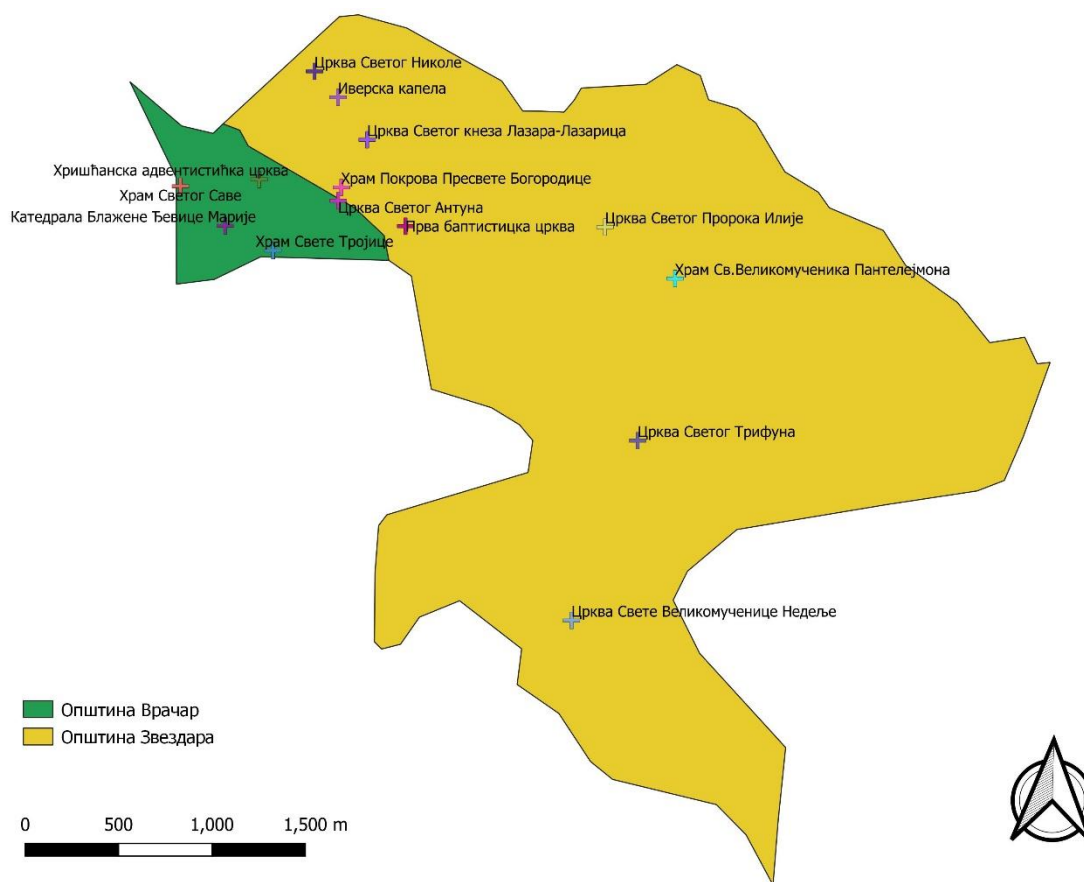 Црква Светог Николе
Иверска капела
Црква Светог кнеза Лазара-Лазарица
Хришћанска адвентистичка црква
Храм Покрова Пресвете Богородице
Храм Светог Саве
Црква Светог Антуна
Катедрала Блажене Ђевице Марије
Прва баптистицка црква
Црква Светог Пророка Илије
Храм Свете Тројице
Храм Св.Великомученика Пантелејмона
Црква Светог Трифуна
Црква Свете Великомученице Недеље
Општина Врачар
Општина Звездара
0 500 1,000 1,500 m